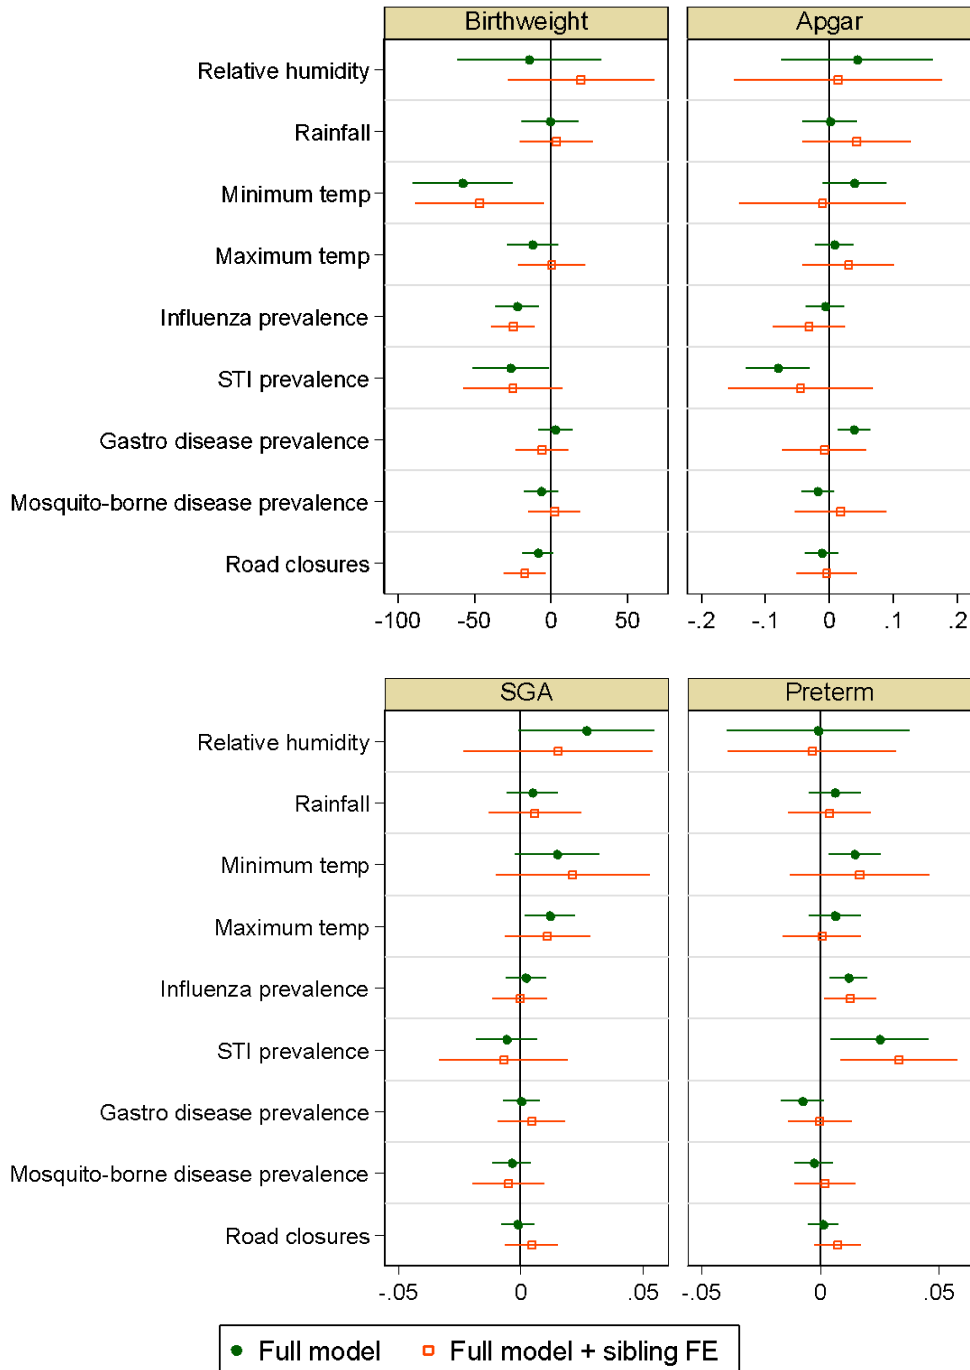 Birthweight Apgar
Relative humidity
Rainfall
Minimum temp
Maximum temp
Influenza prevalence
STI prevalence
Gastro disease prevalence
Mosquito-borne disease prevalence
Road closures
-100 -50 0 50 -.2 -.1 0 .1 .2
SGA Preterm
Relative humidity
Rainfall
Minimum temp
Maximum temp
Influenza prevalence
STI prevalence
Gastro disease prevalence
Mosquito-borne disease prevalence
Road closures
-.05 0 .05 -.05 0 .05
Full model Full model + sibling FE